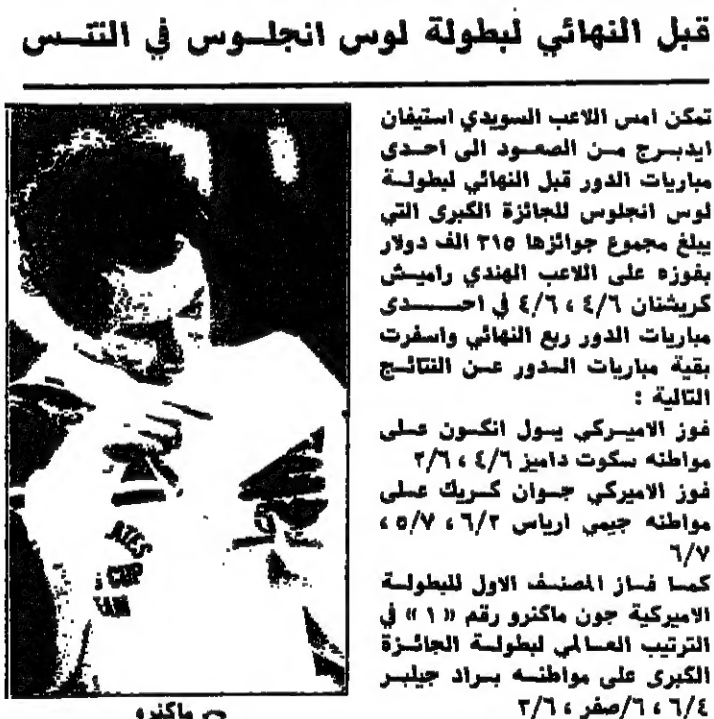 قبل النهائي لبطولة لوس انجلوس في التنس
تمكن امس اللاعب السويدي استيفان
ايدبرج من الصعود الى احدى
مباريات الدور قبل النهائي لبطولة
لوس انجلوس للجائزة الكبرى التي
يبلغ مجموع جوائزها ٣١٥ الف دولار
بفوزه على اللاعب الهندي راميش
كريشنان ٤/٦ ، ٤/٦ في احدى
مباريات الدور ربع النهائي واسفرت
بقية مباريات الدور عن النتائج
التالية :
فوز الاميركي بول انكون على
مواطنه سكوت داميز ٤/٦ ، ٢/٦
فوز الاميركي جوان كريك على
مواطنه جيمي ارياس ٦/٢ ، ٥/٧ ،
٦/٧
كما فاز المصنف الاول للبطولة
الاميركية جون ماكنرو رقم « ١ » في
الترتيب العالمي لبطولة الجائزة
الكبرى على مواطنه براد جيلبر
٦/٤ ، ٦/صفر ، ٢/٦
ماكنرو
CUP